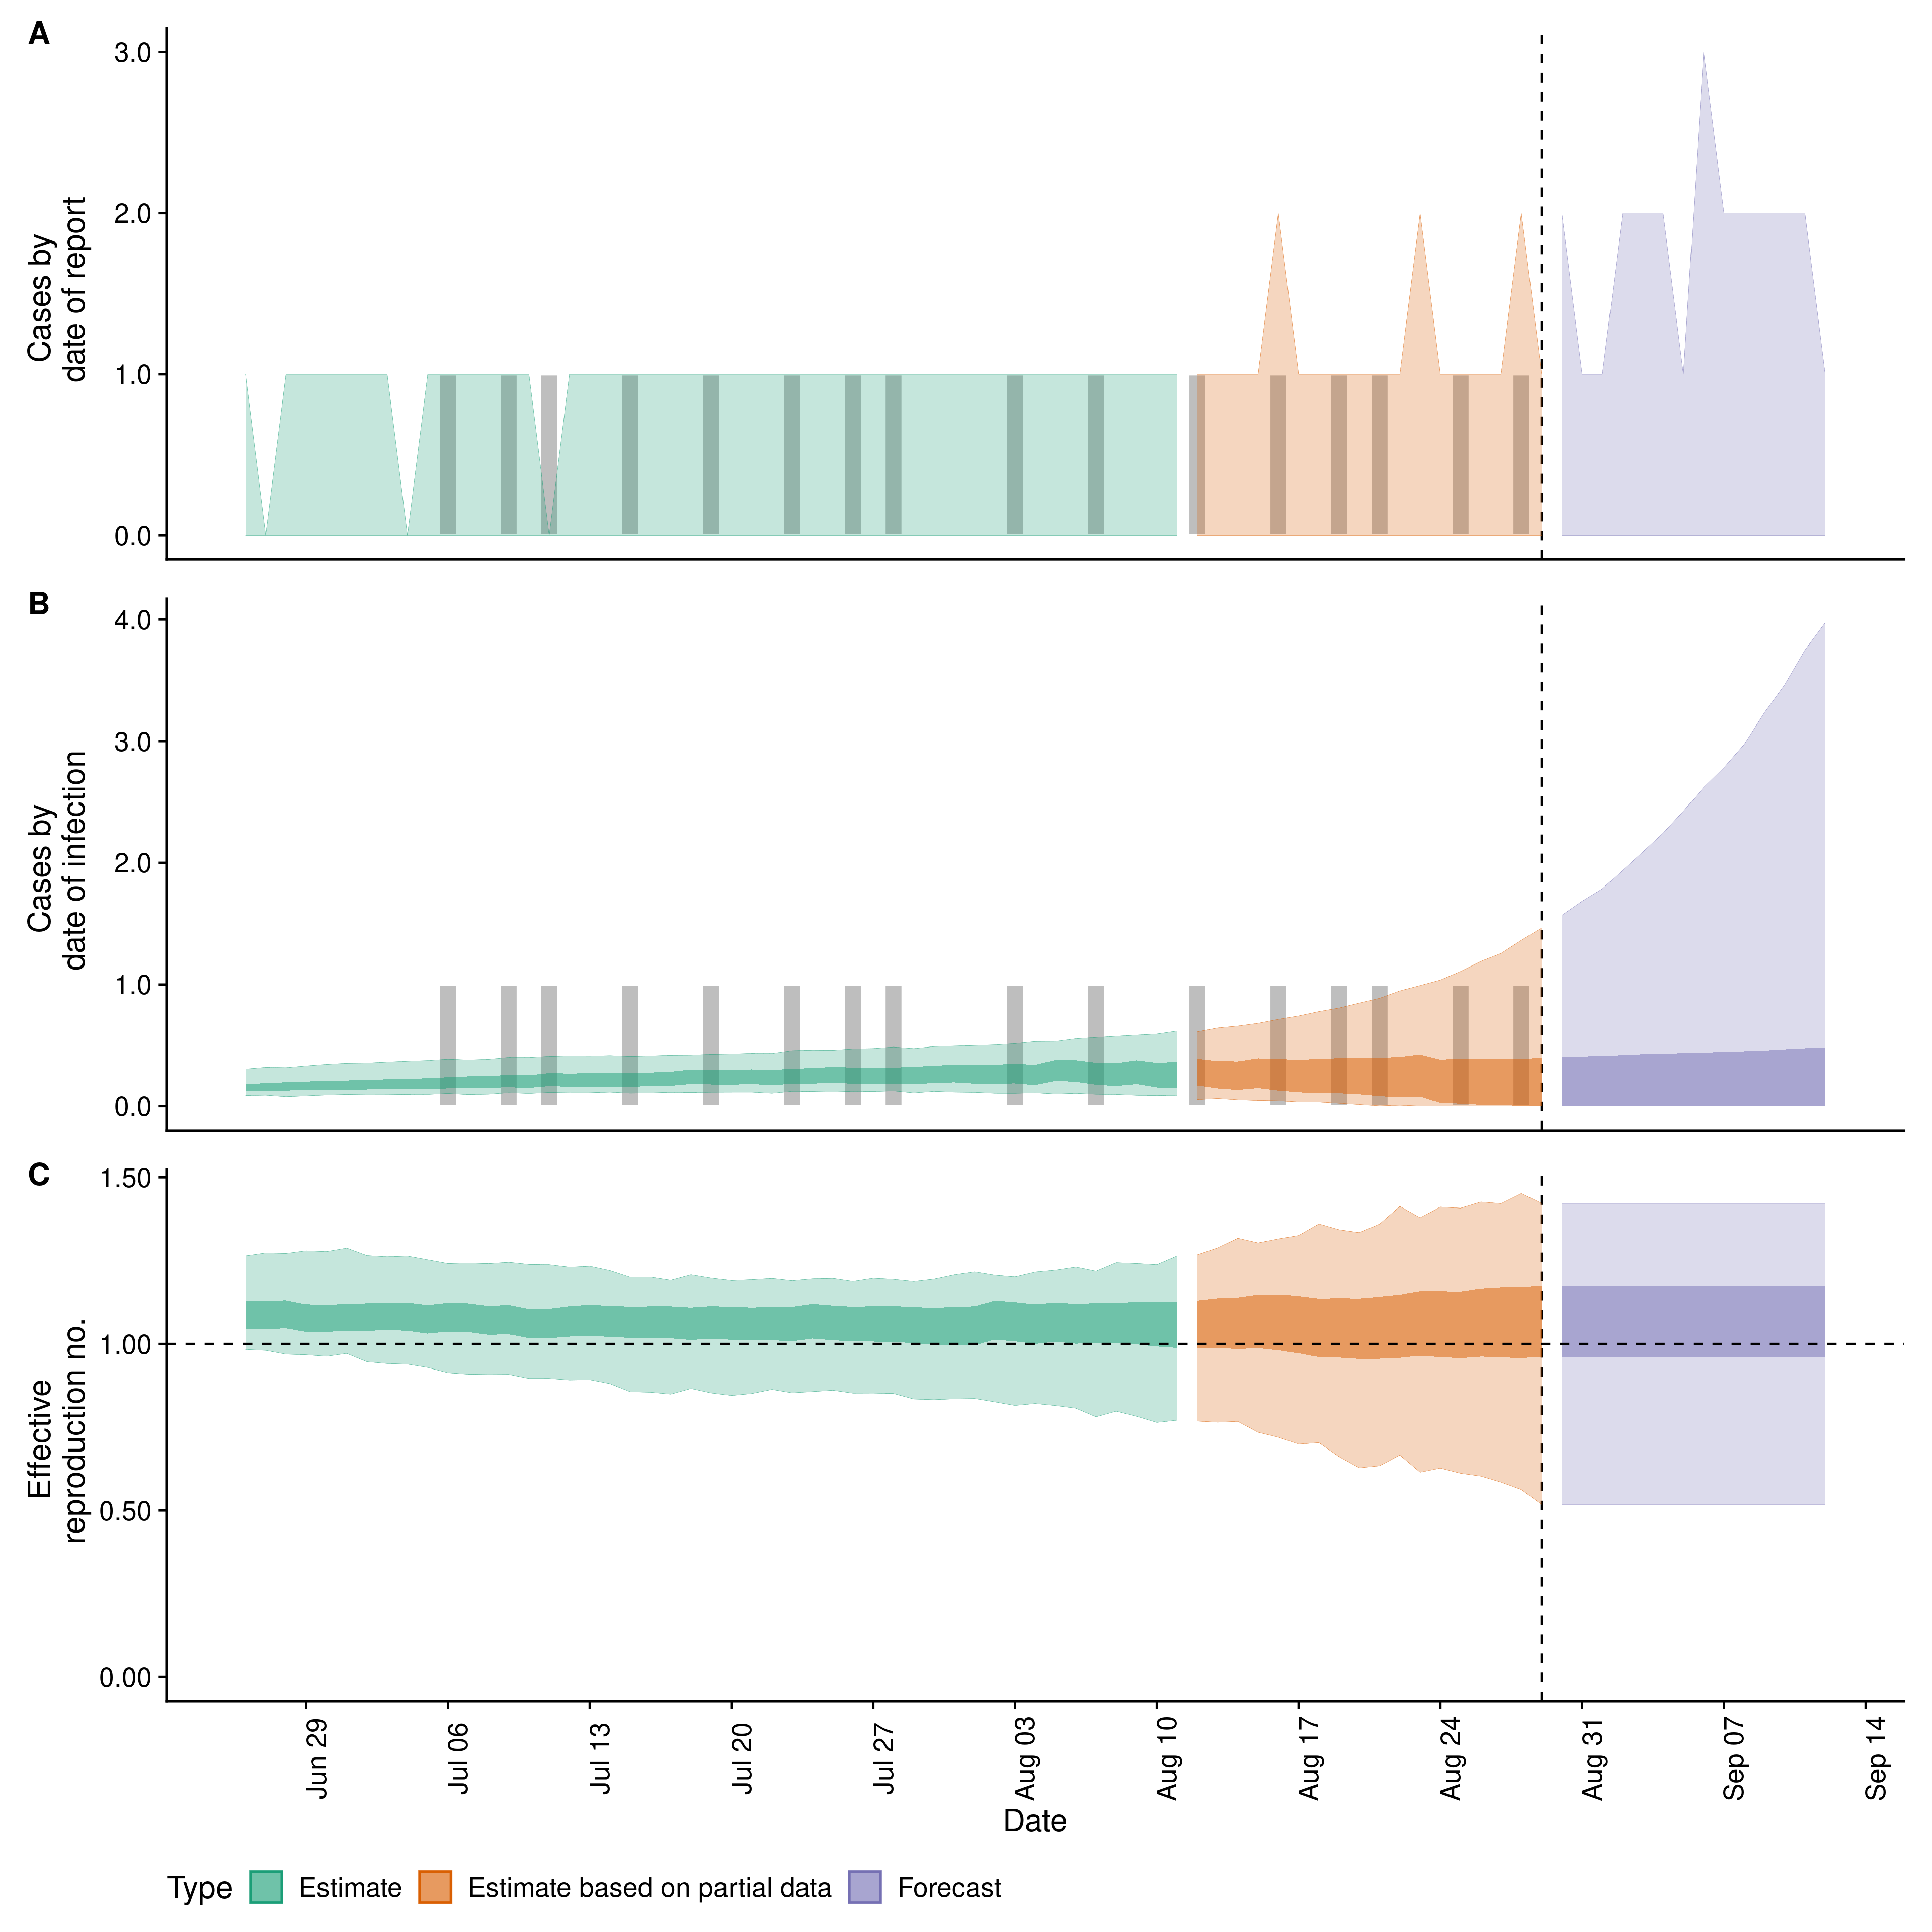 A
3.0
2.0
1.0
0.0
Cases by
date of report
B
4.0
3.0
2.0
1.0
0.0
Cases by
date of infection
C
1.50
1.00
0.50
0.00
Effective
reproduction no.
Jun 29
Jul 06
Jul 13
Jul 20
Jul 27
Aug 03
Aug 10
Aug 17
Aug 24
Aug 31
Sep 07
Sep 14
Date
Type Estimate Estimate based on partial data Forecast